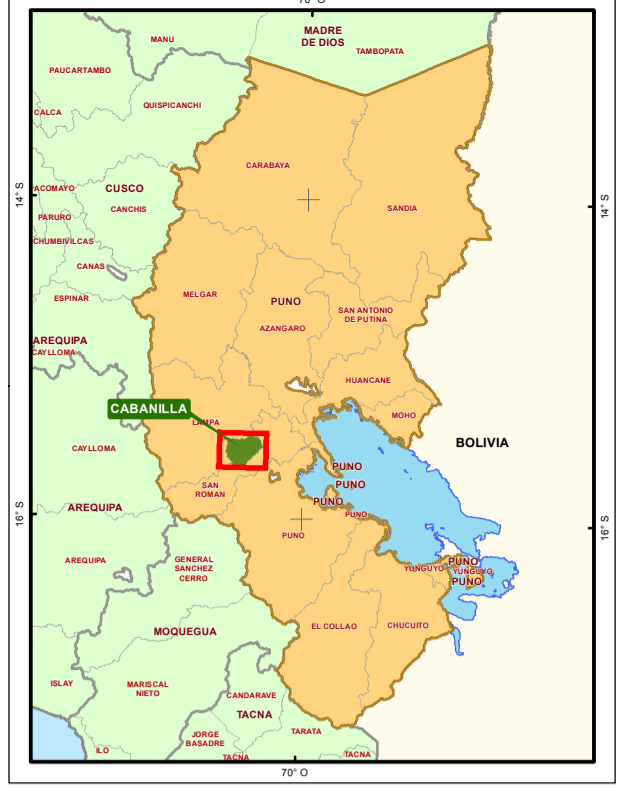 70° O
MADRE
DE DIOS
MANU
TAMBOPATA
PAUCARTAMBO
QUISPICANCHI
CALCA
CARABAYA
ACOMAYO
CUSCO
14° S
14° S
CANCHIS
SANDIA
PARURO
CHUMBIVILCAS
CANAS
ESPINAR
MELGAR
PUNO
SAN ANTONIO
DE PUTINA
AZANGARO
AREQUIPA
CAYLLOMA
HUANCANE
CABANILLA
MOHO
LAMPA
BOLIVIA
CAYLLOMA
PUNO
SAN
ROMAN
PUNO
PUNO
AREQUIPA
PUNO
16° S
16° S
PUNO
AREQUIPA
GENERAL
SANCHEZ
CERRO
YUNGUYO
PUNO
YUNGUYO
PUNO
MOQUEGUA
EL COLLAO
CHUCUITO
ISLAY
MARISCAL
NIETO
CANDARAVE
TACNA
JORGE
BASADRE
TARATA
ILO
TACNA
TACNA
70° O